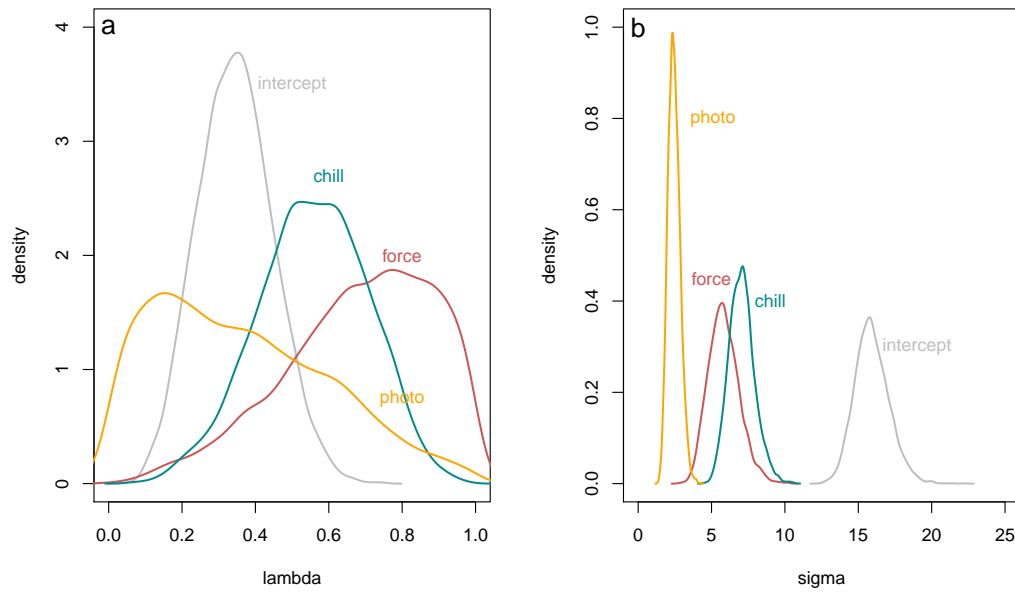 a
4
3
2
1
0
density
intercept
chill
force
photo
0.0 0.2 0.4 0.6 0.8 1.0
lambda
b
1.0
0.8
0.6
0.4
0.2
0.0
density
photo
force
chill
intercept
0 5 10 15 20 25
sigma